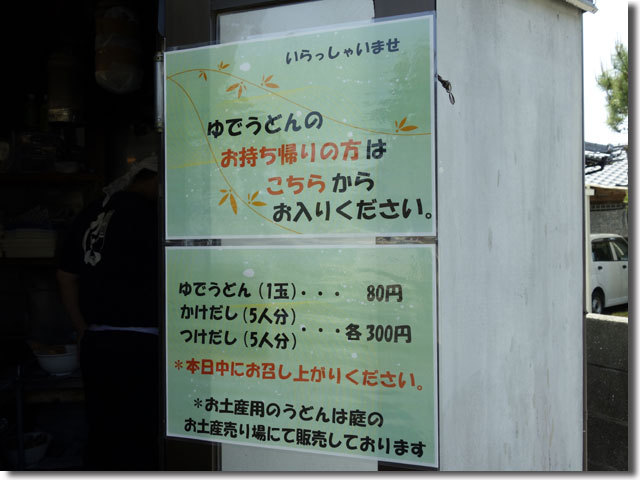 いらっしゃいませ
ゆでうどんの
お持ち帰りの方は
こちらから
お入りください。
ゆでうどん(1玉)・・・ 80円
かけだし(5人分)
つけだし(5人分)・・・各300円
*本日中にお召し上がりください。
*お土産用のうどんは庭の
お土産売り場にて販売しております